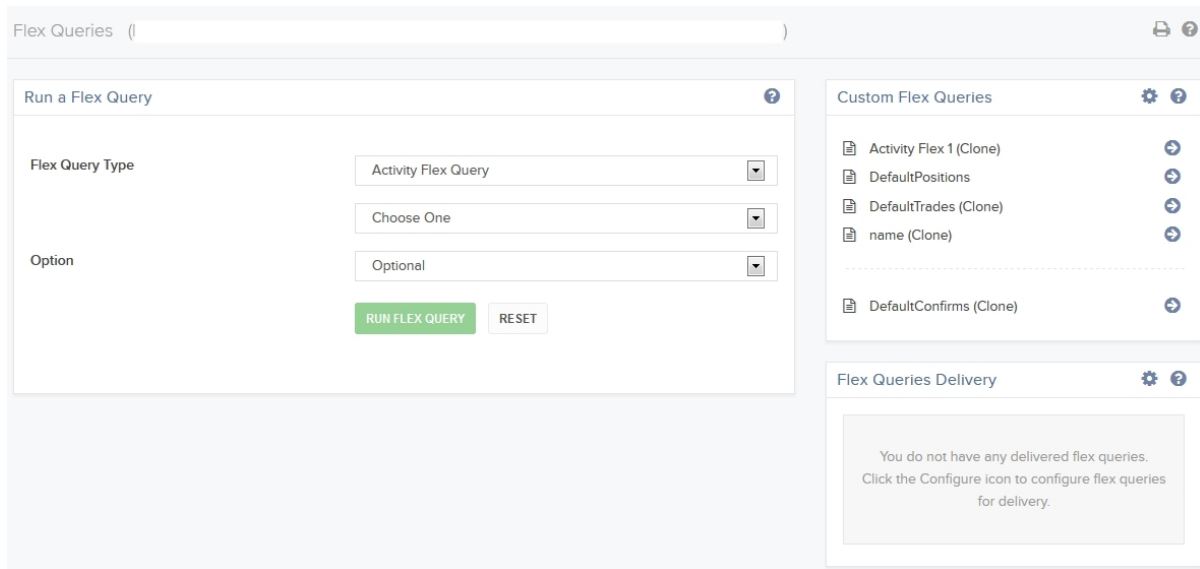 Flex Queries (
)
Run a Flex Query
Flex Query Type
Activity Flex Query
Choose One
Option
Optional
RUN FLEX QUERY
RESET
Custom Flex Queries
Activity Flex 1 (Clone)
DefaultPositions
DefaultTrades (Clone)
name (Clone)
DefaultConfirms (Clone)
Flex Queries Delivery
You do not have any delivered flex queries.
Click the Configure icon to configure flex queries
for delivery.